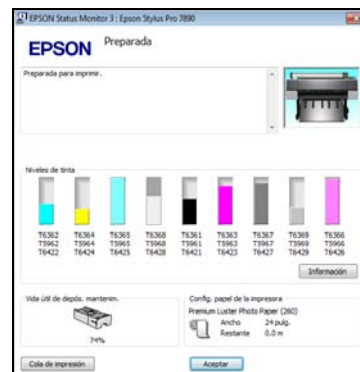 EPSON Status Monitor 3 : Epson Stylus Pro 7890
EPSON
Preparada
Preparada para imprimir.
Niveles de tinta
T6362 T6364 T6365 T6368 T6361 T6363 T6367 T6369 T6366
T5962 T5964 T5965 T5968 T5961 T5963 T5967 T5969 T5966
T6422 T6424 T6425 T6428 T6421 T6423 T6427 T6429 T6426
Información
Vida útil de depós. mantenim.
74%
Config. papel de la impresora
Premium Luster Photo Paper (260)
Ancho 24 pulg.
Restante 0.0 m
Cola de impresión
Aceptar